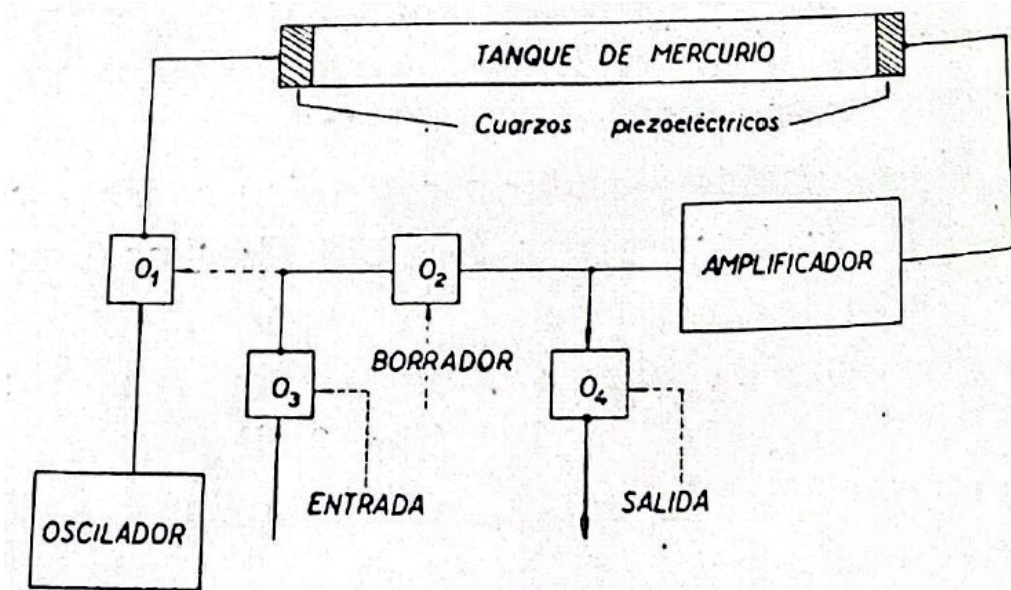 TANQUE DE MERCURIO
Cuarzos piezoeléctricos
O1
O2
AMPLIFICADOR
BORRADOR
O3
O4
ENTRADA
SALIDA
OSCILADOR